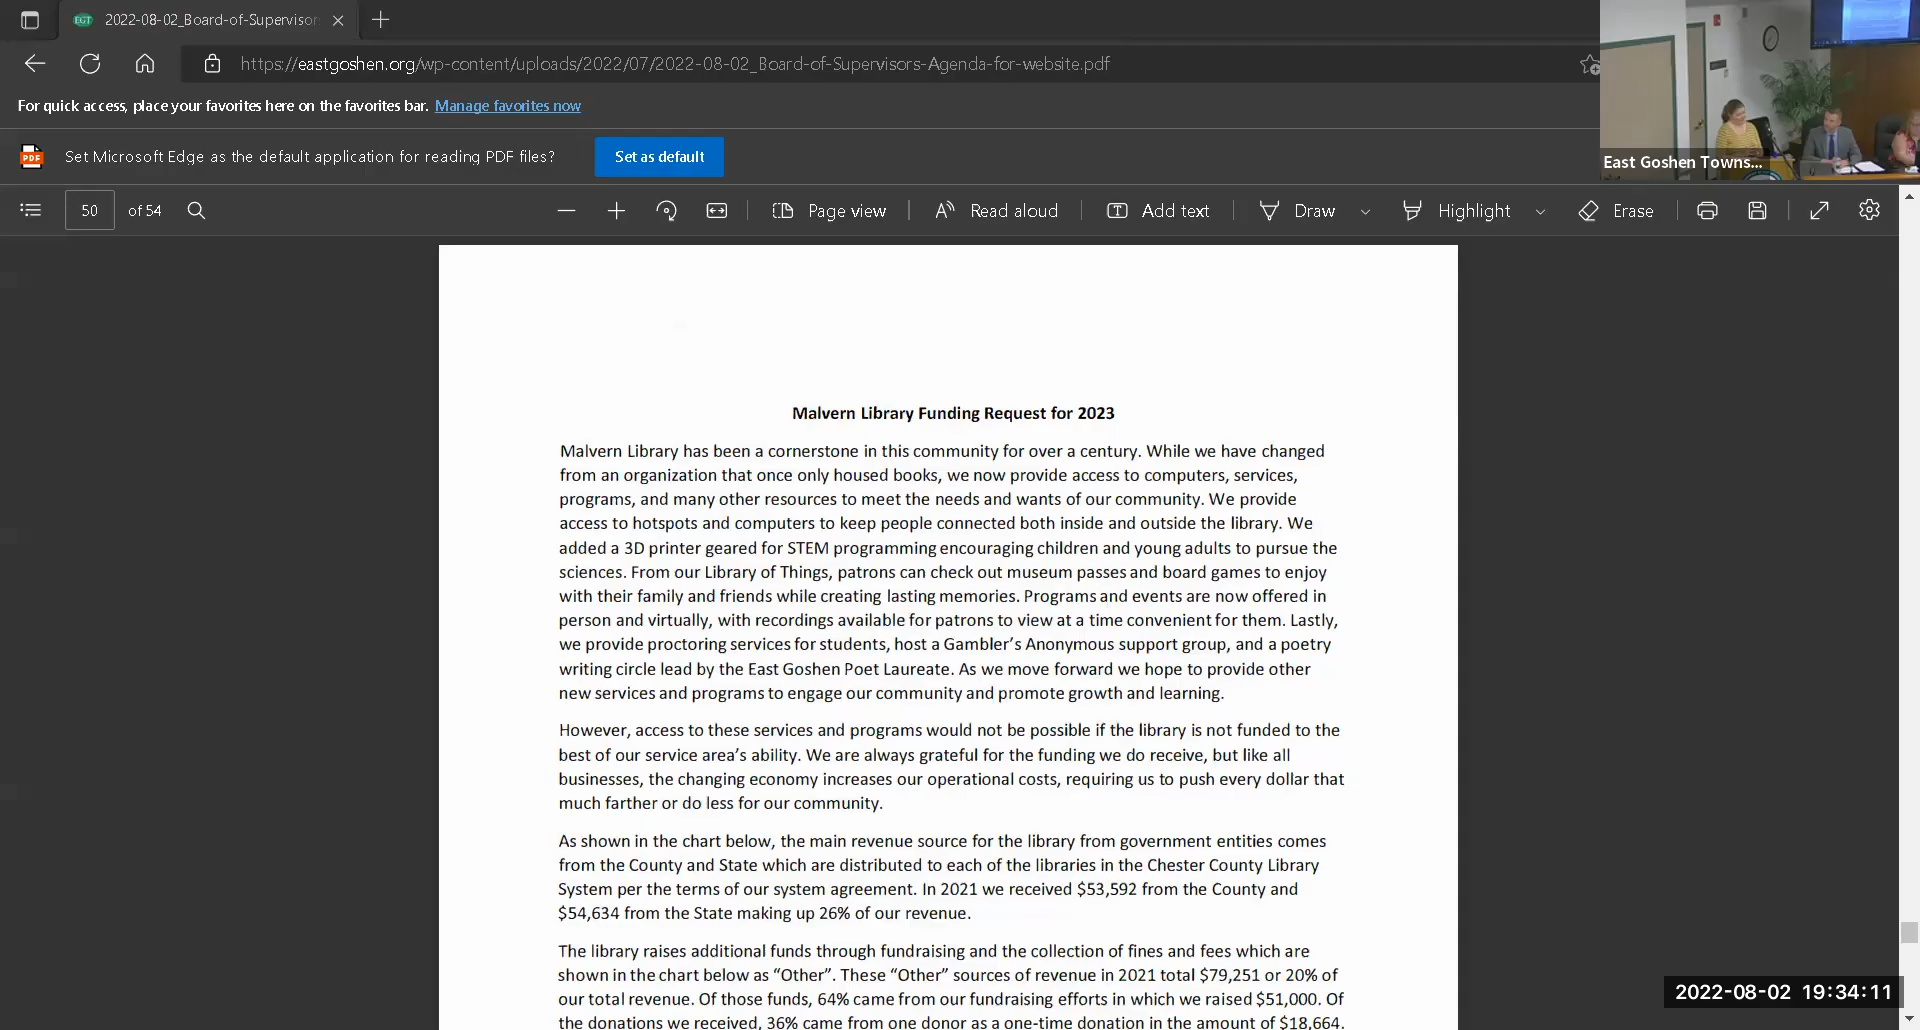 EGT 2022-08-02_Board-of-Supervisor
https://eastgoshen.org/wp-content/uploads/2022/07/2022-08-02_Board-of-Supervisors-Agenda-for-website.pdf
For quick access, place your favorites here on the favorites bar. Manage favorites now
PDF Set Microsoft Edge as the default application for reading PDF files? Set as default
East Goshen Towns...
50 of 54 Page view Read aloud Add text Draw Highlight Erase
Malvern Library Funding Request for 2023
Malvern Library has been a cornerstone in this community for over a century. While we have changed
from an organization that once only housed books, we now provide access to computers, services,
programs, and many other resources to meet the needs and wants of our community. We provide
access to hotspots and computers to keep people connected both inside and outside the library. We
added a 3D printer geared for STEM programming encouraging children and young adults to pursue the
sciences. From our Library of Things, patrons can check out museum passes and board games to enjoy
with their family and friends while creating lasting memories. Programs and events are now offered in
person and virtually, with recordings available for patrons to view at a time convenient for them. Lastly,
we provide proctoring services for students, host a Gambler’s Anonymous support group, and a poetry
writing circle lead by the East Goshen Poet Laureate. As we move forward we hope to provide other
new services and programs to engage our community and promote growth and learning.
However, access to these services and programs would not be possible if the library is not funded to the
best of our service area’s ability. We are always grateful for the funding we do receive, but like all
businesses, the changing economy increases our operational costs, requiring us to push every dollar that
much farther or do less for our community.
As shown in the chart below, the main revenue source for the library from government entities comes
from the County and State which are distributed to each of the libraries in the Chester County Library
System per the terms of our system agreement. In 2021 we received $53,592 from the County and
$54,634 from the State making up 26% of our revenue.
The library raises additional funds through fundraising and the collection of fines and fees which are
shown in the chart below as “Other”. These “Other” sources of revenue in 2021 total $79,251 or 20% of
our total revenue. Of those funds, 64% came from our fundraising efforts in which we raised $51,000. Of
the donations we received, 36% came from one donor as a one-time donation in the amount of $18,664.
2022-08-02 19:34:11